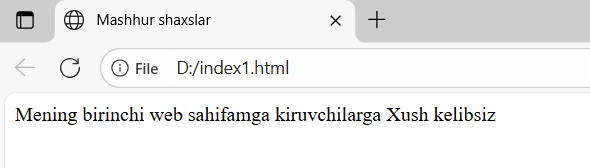 Mashhur shaxslar
File D:/index1.html
Mening birinchi web sahifamga kiruvchilarga Xush kelibsiz